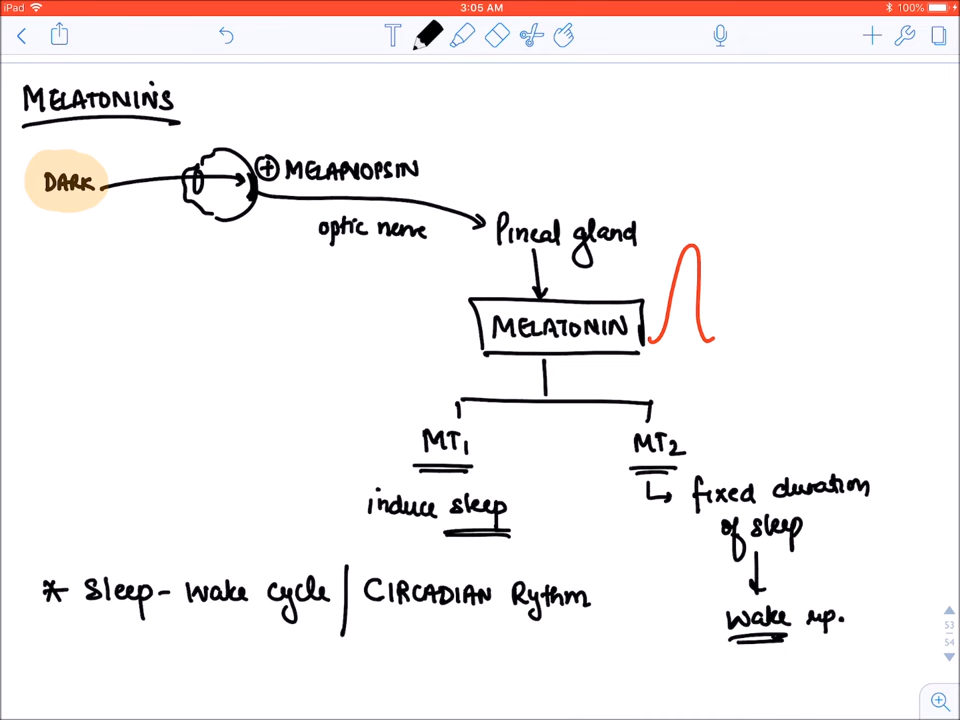 iPad
3:05 AM
100%
T
MELATONINS
DARK
+ MELANOPSIN
optic nerve
Pineal gland
MELATONIN
MT1
MT2
induce sleep
fixed duration
of sleep
* Sleep-Wake cycle | CIRCADIAN Rythm
Wake up.
53
54